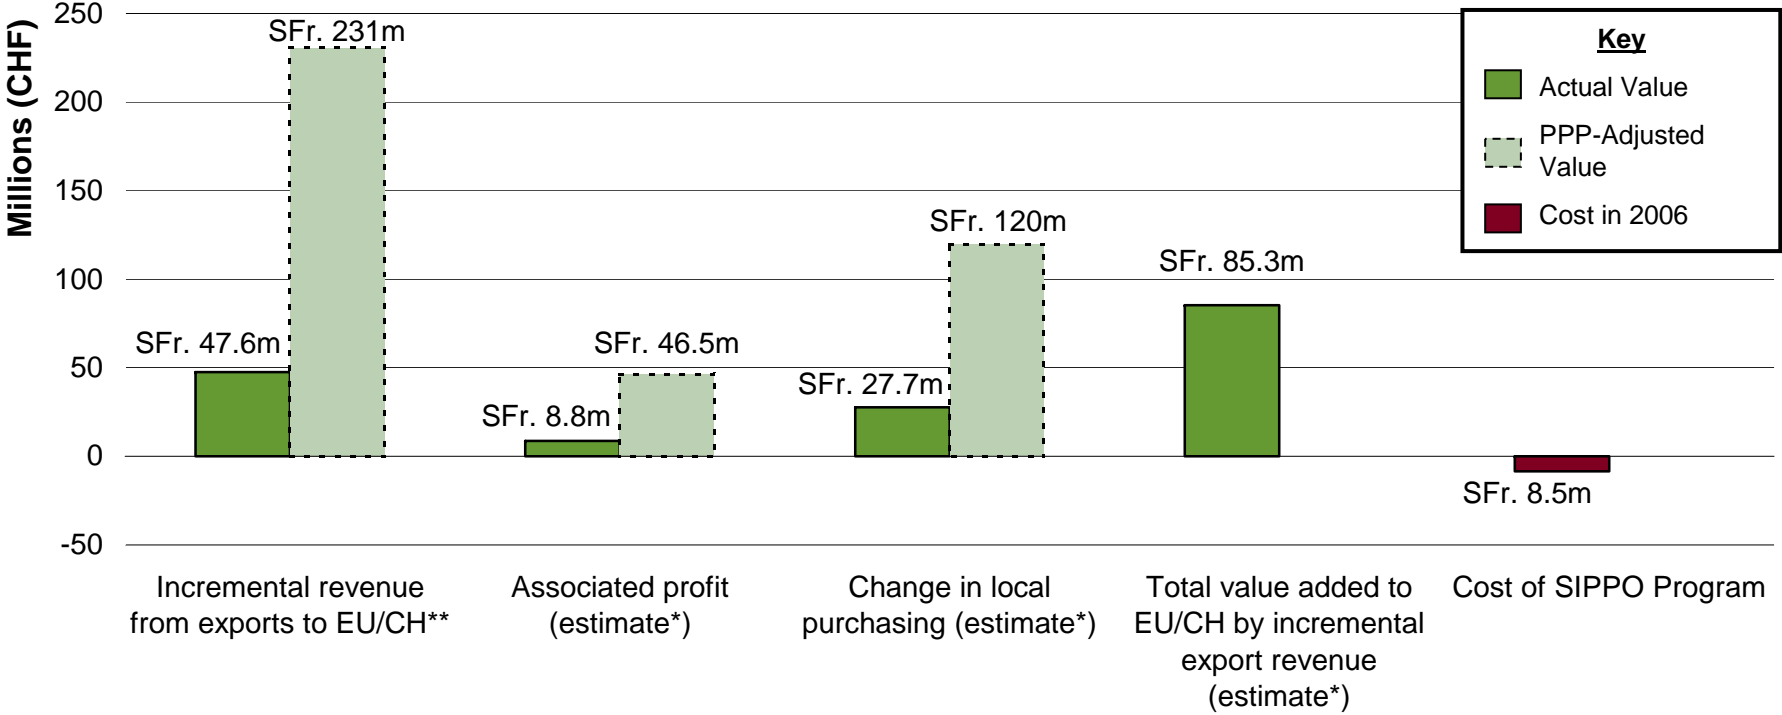 Millions (CHF)
250
200
150
100
50
0
-50
SFr. 231m
SFr. 47.6m
SFr. 46.5m
SFr. 8.8m
SFr. 120m
SFr. 27.7m
SFr. 85.3m
SFr. 8.5m
Key
Actual Value
PPP-Adjusted
Value
Cost in 2006
Incremental revenue
from exports to EU/CH**
Associated profit
(estimate*)
Change in local
purchasing (estimate*)
Total value added to
EU/CH by incremental
export revenue
(estimate*)
Cost of SIPPO Program